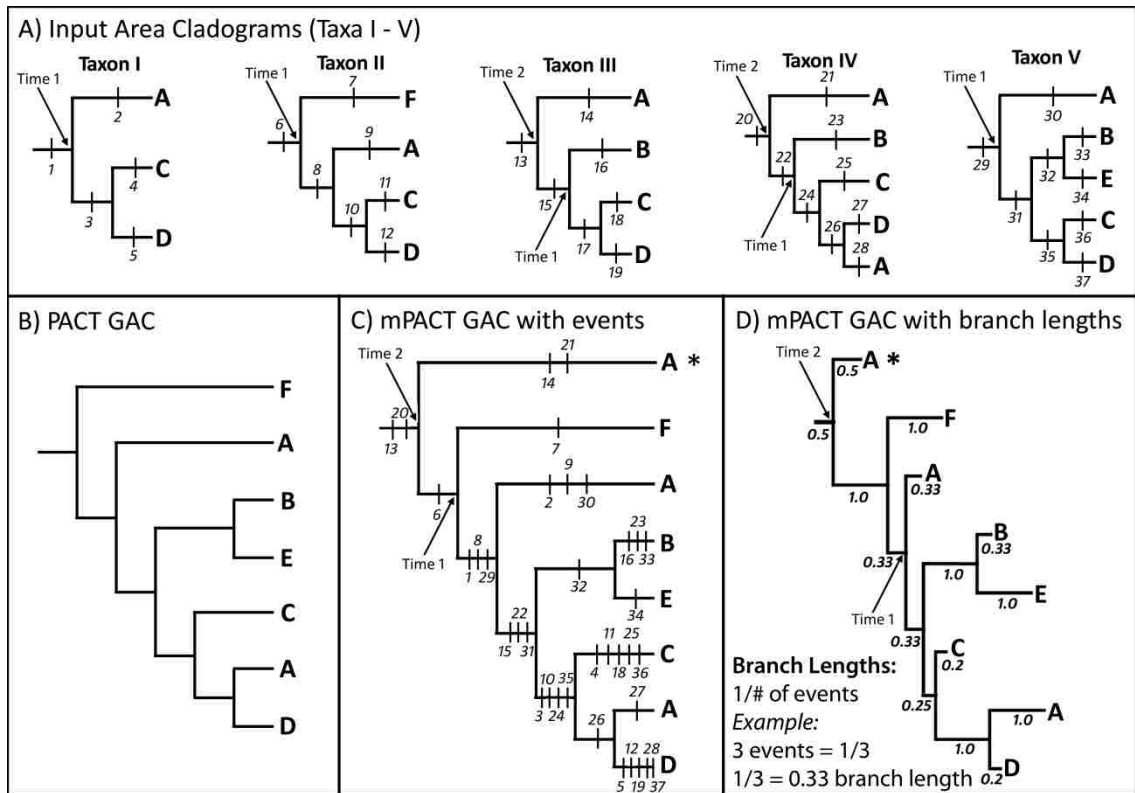 A) Input Area Cladograms (Taxa I - V)
Taxon I
Time 1
A
2
1
C
4
3
D
5
Taxon II
Time 1
7
F
6
9
A
8
11
C
10
12
D
Taxon III
Time 2
A
14
13
B
16
15
C
18
Time 1
17
D
19
Taxon IV
Time 2
21
A
20
23
B
22
25
C
24
27
D
26
Time 1
28
A
Taxon V
Time 1
A
30
29
B
33
32
E
34
31
C
36
35
D
37
B) PACT GAC
F
A
B
E
C
A
D
C) mPACT GAC with events
Time 2
21
A *
14
20
13
F
7
6
9
A
2
30
Time 1
8
1
29
23
B
16 33
32
E
34
22
15 31
11 25
C
4 18 36
10 35
3 24
27
A
26
12 28
D
5 19 37
D) mPACT GAC with branch lengths
Time 2
A *
0.5
0.5
F
1.0
1.0
A
0.33
0.33
B
0.33
1.0
E
1.0
Time 1
0.33
C
0.2
0.25
A
1.0
1.0
D
0.2
Branch Lengths:
1/# of events
Example:
3 events = 1/3
1/3 = 0.33 branch length